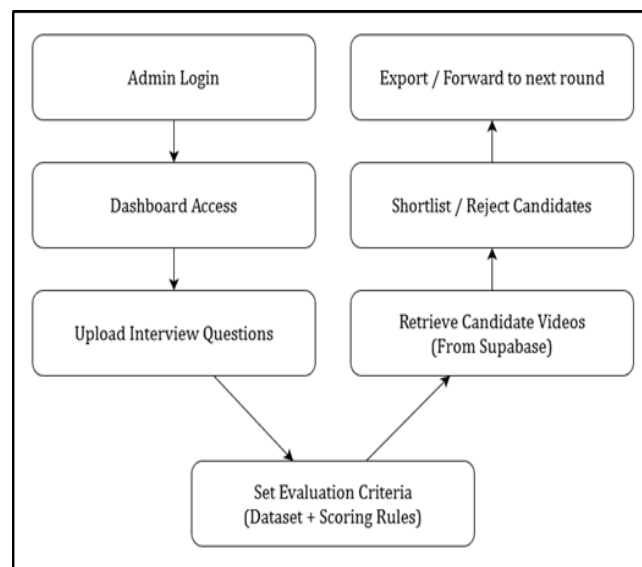 Admin Login
Dashboard Access
Upload Interview Questions
Set Evaluation Criteria
(Dataset + Scoring Rules)
Retrieve Candidate Videos
(From Supabase)
Shortlist / Reject Candidates
Export / Forward to next round